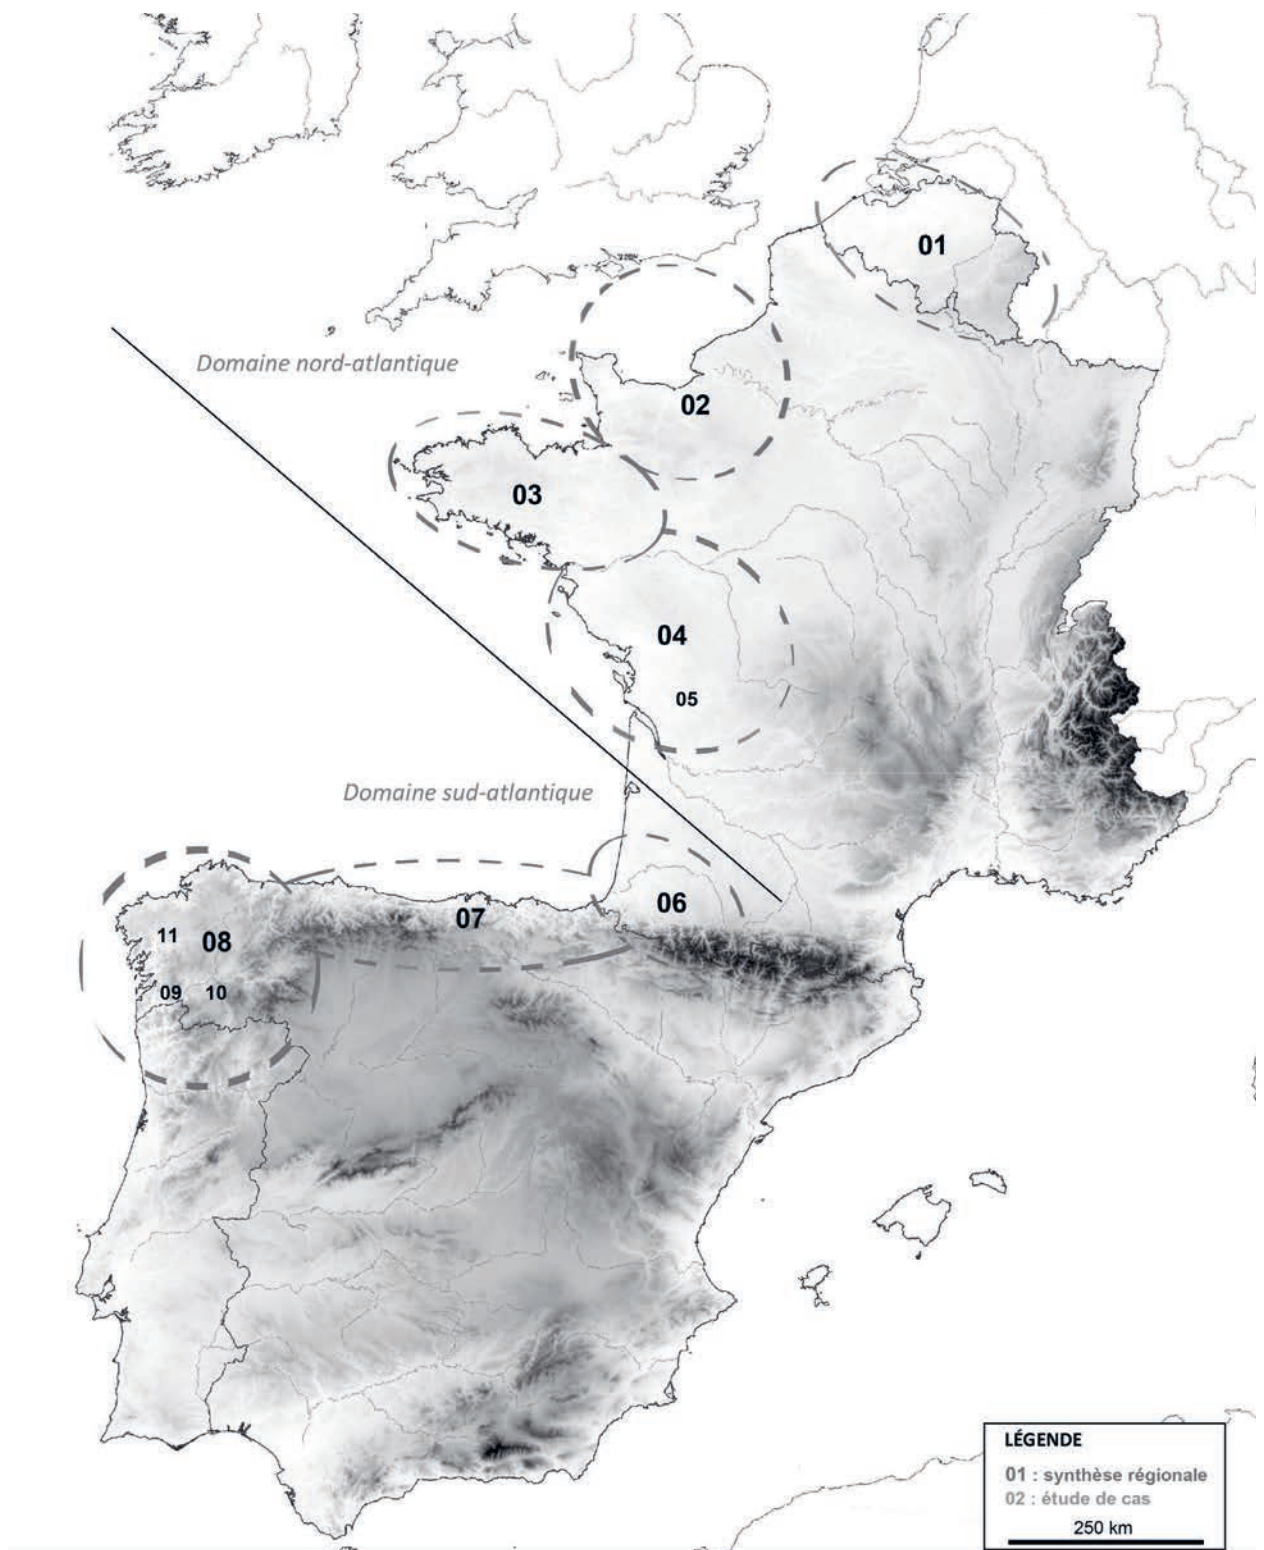 01
Domaine nord-atlantique
02
03
04
05
Domaine sud-atlantique
06
07
11
08
09
10
LÉGENDE
01 : synthèse régionale
02 : étude de cas
250 km